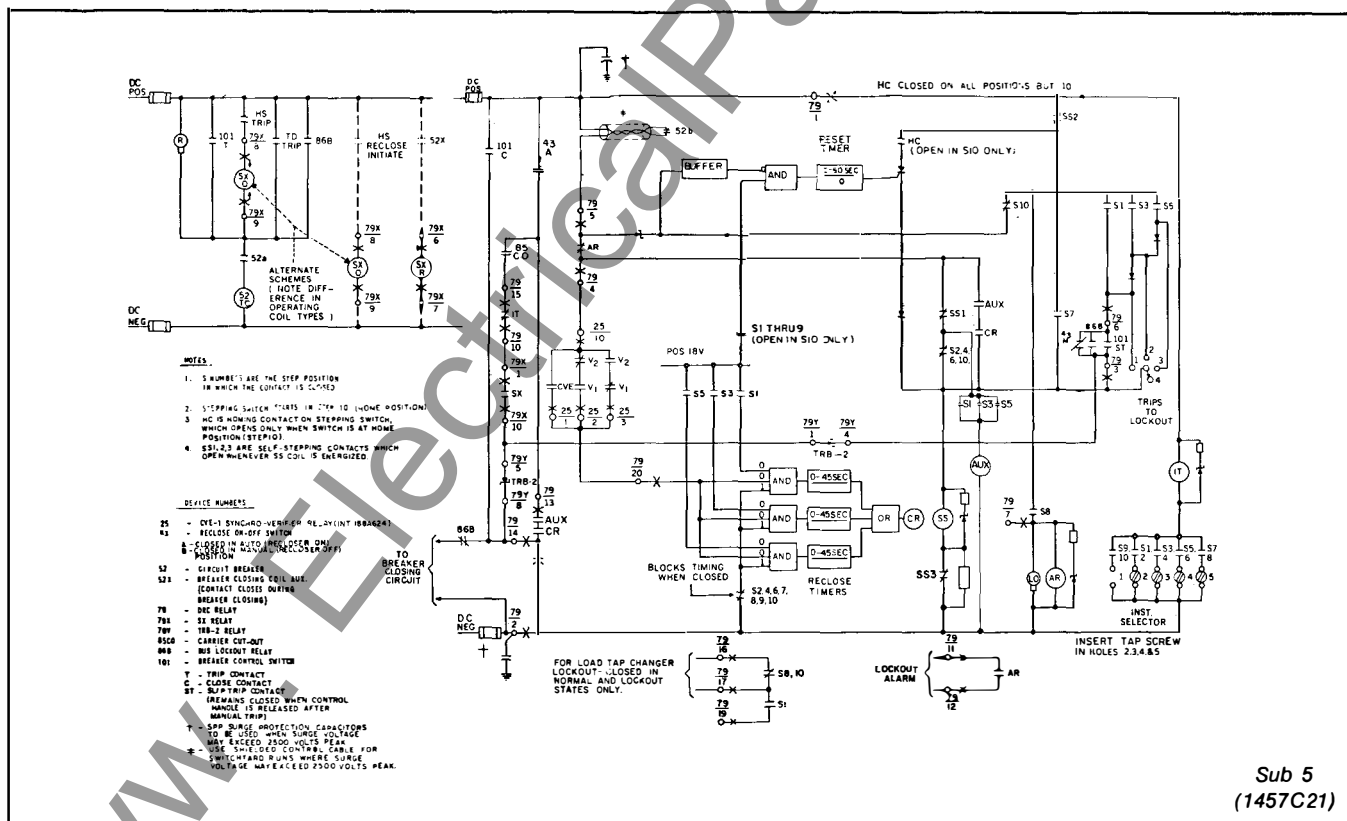 www. ElectricalPa
DC
POS
HS
TRIP
101
T
79X
8
TD
TRIP
86B
HS
RECLOSE
INITIATE
52X
R
SX
O
79X
9
52a
52
TC
ALTERNATE
SCHEMES
( NOTE DIFF-
ERENCE IN
OPERATING
COIL TYPES )
79X
8
SX
O
79X
9
79X
6
SX
R
79X
7
DC
NEG
DC
POS
101
C
43
A
†
*
52b
79
5
AR
79
4
25
10
V2
V2
CVE
V1
V1
25
1
25
2
25
3
85
CO
79
15
IT
79
10
79X
1
SX
79X
10
79Y
5
TRB-2
79Y
8
79
13
79
14
AUX
CR
86B
TO
BREAKER
CLOSING
CIRCUIT
DC
NEG
†
79
2
79
20
79
1
HC CLOSED ON ALL POSITIONS BUT 10
SS2
HC
(OPEN IN S10 ONLY)
BUFFER
AND
RESET
TIMER
0
S1 THRU 9
(OPEN IN S10 ONLY)
POS 18V
S5
S3
S1
79Y
1
79Y
4
TRB-2
0
0
1
AND
0-45SEC
0
1
1
AND
0-45SEC
0
1
1
AND
0-45SEC
OR
CR
RECLOSE
TIMERS
BLOCKS TIMING
WHEN CLOSED
S2,4,6,7,
8,9,10
S10
S1
S3
S5
SS1
AUX
CR
S2,4,
6,10,
S1
S3
S5
AUX
SS
SS3
S7
43
M
86B
79
6
101
ST
79
3
1
2
3
4
TRIPS
TO
LOCKOUT
79
7
S8
LO
AR
IT
S9,
10
S1,
2
S3,
4
S5,
6
S7
8
1
2
3
4
5
INST.
SELECTOR
INSERT TAP SCREW
IN HOLES 2,3,4,&5
FOR LOAD TAP CHANGER
LOCKOUT-CLOSED IN
NORMAL AND LOCKOUT
STATES ONLY.
79
16
79
17
79
19
S8,10
S1
LOCKOUT
ALARM
79
11
79
12
AR
NOTES
1. S NUMBERS ARE THE STEP POSITION
IN WHICH THE CONTACT IS CLOSED
2. STEPPING SWITCH STARTS IN STEP 10 (HOME POSITION)
3 HC IS HOMING CONTACT ON STEPPING SWITCH,
WHICH OPENS ONLY WHEN SWITCH IS AT HOME
POSITION (STEP10).
4. SS1,2,3 ARE SELF-STEPPING CONTACTS WHICH
OPEN WHENEVER SS COIL IS ENERGIZED.
DEVICE NUMBERS
25 - CVE-1 SYNCHRO-VERIFIER RELAY (INT 188A624)
43 - RECLOSE ON-OFF SWITCH
A - CLOSED IN AUTO (RECLOSER ON)
- CLOSED IN MANUAL (RECLOSER OFF)
POSITION
52 - CIRCUIT BREAKER
52X - BREAKER CLOSING COIL AUX.
(CONTACT CLOSES DURING
BREAKER CLOSING)
79 - DRC RELAY
79X - SX RELAY
79Y - TRB-2 RELAY
85CO - CARRIER CUT-OUT
86B - BUS LOCKOUT RELAY
101 - BREAKER CONTROL SWITCH
T - TRIP CONTACT
C - CLOSE CONTACT
ST - SLIP TRIP CONTACT
(REMAINS CLOSED WHEN CONTROL
HANDLE IS RELEASED AFTER
MANUAL TRIP)
† - SPP SURGE PROTECTION CAPACITORS
TO BE USED WHEN SURGE VOLTAGE
MAY EXCEED 2500 VOLTS PEAK
* - USE SHIELDED CONTROL CABLE FOR
SWITCHYARD RUNS WHERE SURGE
VOLTAGE MAY EXCEED 2500 VOLTS PEAK.
Sub 5
(1457C21)